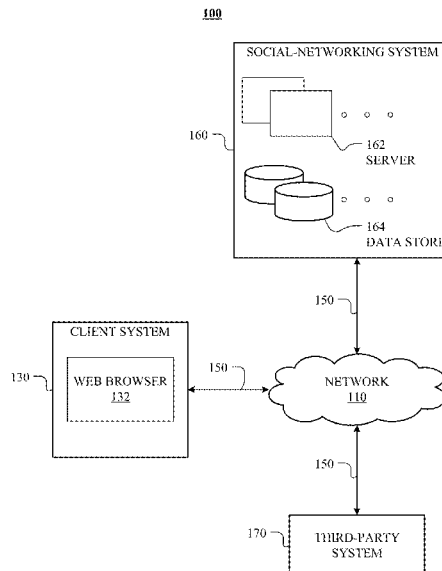 100
SOCIAL-NETWORKING SYSTEM
160
162
SERVER
164
DATA STORE
150
CLIENT SYSTEM
130
WEB BROWSER
132
150
NETWORK
110
150
170
THIRD-PARTY
SYSTEM